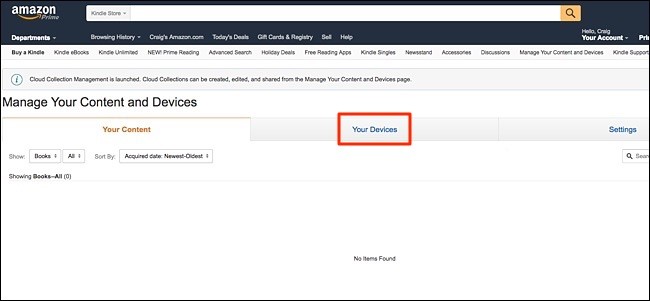 amazon
Prime
Kindle Store
Hello, Craig
Departments Browsing History Craig's Amazon.com Today's Deals Gift Cards & Registry Sell Help Your Account Pri
Buy a Kindle Kindle eBooks Kindle Unlimited NEW! Prime Reading Advanced Search Holiday Deals Free Reading Apps Kindle Singles Newsstand Accessories Discussions Manage Your Content and Devices Kindle Suppor
Cloud Collection Management is launched. Cloud Collections can be created, edited, and shared from the Manage Your Content and Devices page.
Manage Your Content and Devices
Your Content Your Devices Settings
Show: Books All Sort By: Acquired date: Newest-Oldest Sear
Showing Books–All (0)
No Items Found